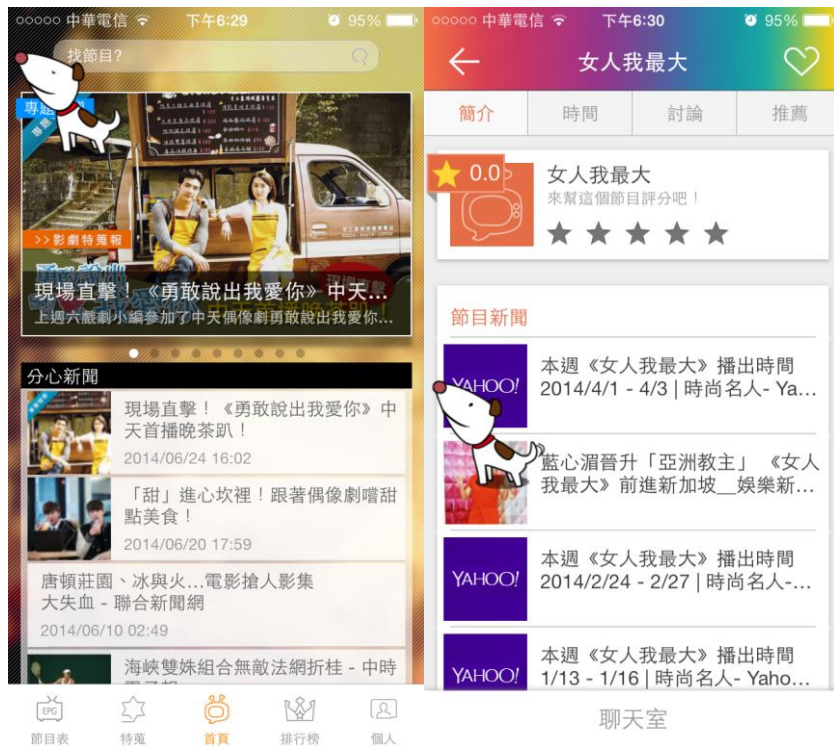 中華電信
下午6:29
95%
找節目?
專題
專題
>>影劇特蒐報
現場直擊！《勇敢說出我愛你》中天...
上週六戲劇小編參加了中天偶像劇勇敢說出我愛你...
分心新聞
現場直擊！《勇敢說出我愛你》中
天首播晚茶趴！
2014/06/24 16:02
「甜」進心坎裡！跟著偶像劇嚐甜
點美食！
2014/06/20 17:59
唐頓莊園、冰與火...電影搶人影集
大失血 - 聯合新聞網
2014/06/10 02:49
海峽雙姝組合無敵法網折桂 - 中時
EPG
節目表
特蒐
首頁
排行榜
個人
中華電信
下午6:30
95%
女人我最大
簡介
時間
討論
推薦
0.0
女人我最大
來幫這個節目評分吧！
節目新聞
YAHOO!
本週《女人我最大》播出時間
2014/4/1 - 4/3 | 時尚名人- Ya...
藍心湄晉升「亞洲教主」 《女人
我最大》前進新加坡__娛樂新...
YAHOO!
本週《女人我最大》播出時間
2014/2/24 - 2/27 | 時尚名人-...
YAHOO!
本週《女人我最大》播出時間
1/13 - 1/16 | 時尚名人- Yaho...
聊天室